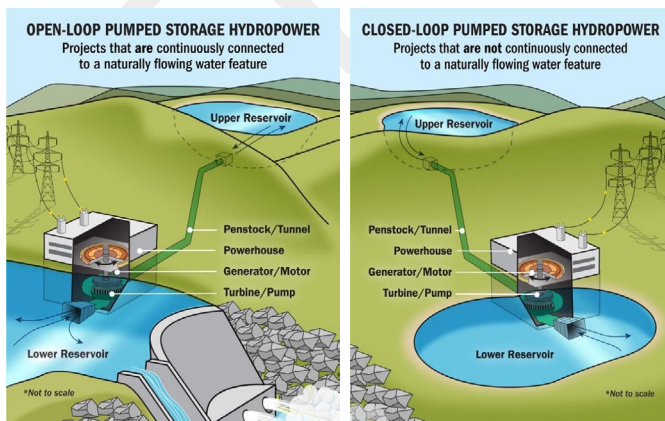 OPEN-LOOP PUMPED STORAGE HYDROPOWER
Projects that are continuously connected
to a naturally flowing water feature
Upper Reservoir
Penstock/Tunnel
Powerhouse
Generator/Motor
Turbine/Pump
Lower Reservoir
*Not to scale
CLOSED-LOOP PUMPED STORAGE HYDROPOWER
Projects that are not continuously connected
to a naturally flowing water feature
Upper Reservoir
Penstock/Tunnel
Powerhouse
Generator/Motor
Turbine/Pump
Lower Reservoir
*Not to scale